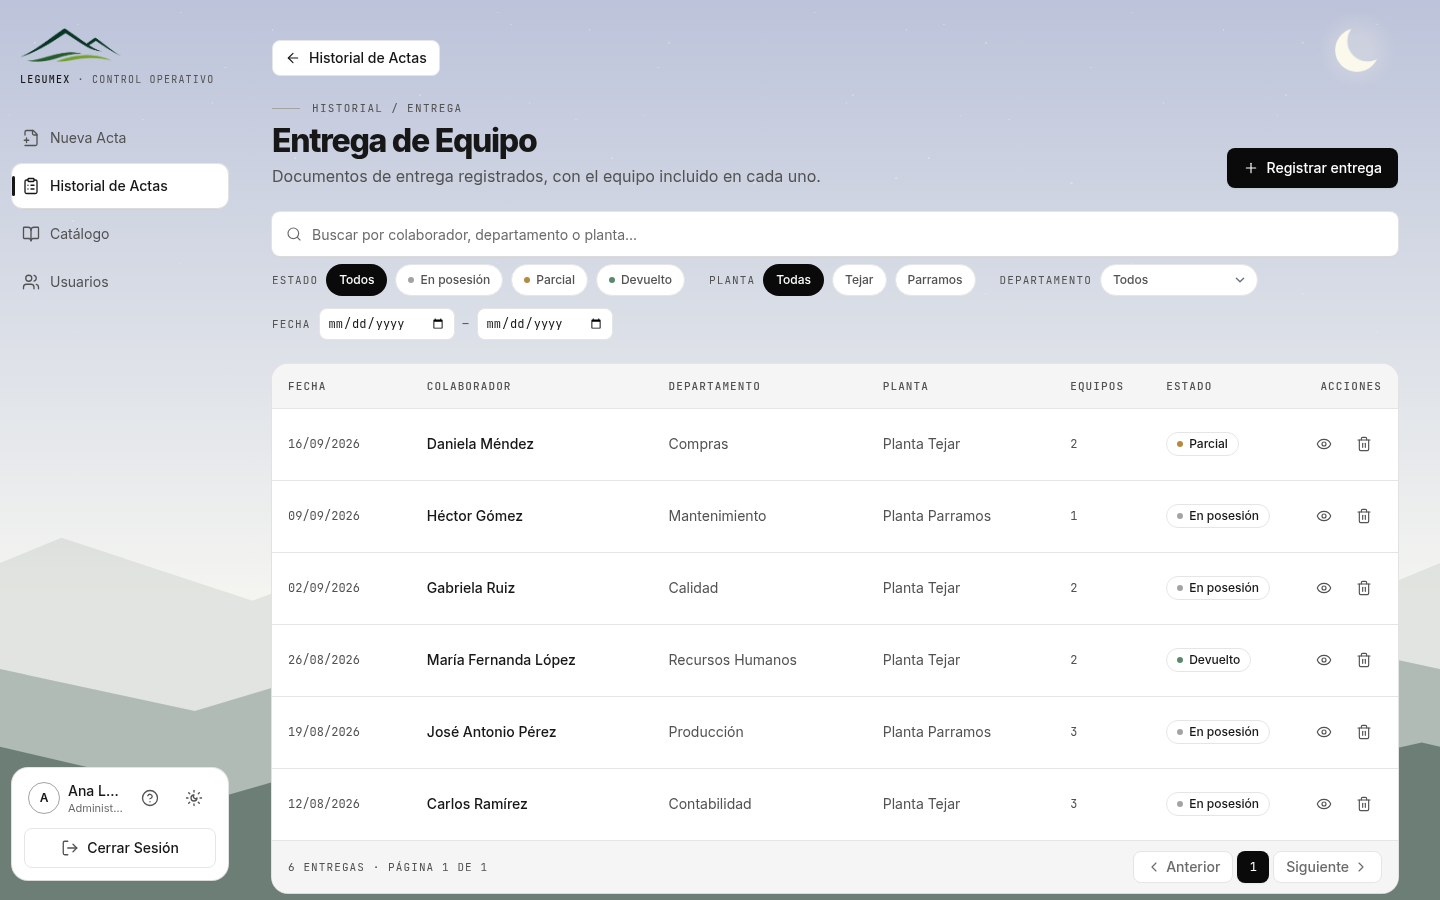 LEGUMEX · CONTROL OPERATIVO
Nueva Acta
Historial de Actas
Catálogo
Usuarios
A
Ana L...
Administ...
Cerrar Sesión
Historial de Actas
HISTORIAL / ENTREGA
Entrega de Equipo
Documentos de entrega registrados, con el equipo incluido en cada uno.
Registrar entrega
Buscar por colaborador, departamento o planta...
ESTADO Todos En posesión Parcial Devuelto PLANTA Todas Tejar Parramos DEPARTAMENTO Todos
FECHA mm/dd/yyyy – mm/dd/yyyy
FECHA COLABORADOR DEPARTAMENTO PLANTA EQUIPOS ESTADO ACCIONES
16/09/2026 Daniela Méndez Compras Planta Tejar 2 Parcial
09/09/2026 Héctor Gómez Mantenimiento Planta Parramos 1 En posesión
02/09/2026 Gabriela Ruiz Calidad Planta Tejar 2 En posesión
26/08/2026 María Fernanda López Recursos Humanos Planta Tejar 2 Devuelto
19/08/2026 José Antonio Pérez Producción Planta Parramos 3 En posesión
12/08/2026 Carlos Ramírez Contabilidad Planta Tejar 3 En posesión
6 ENTREGAS · PÁGINA 1 DE 1 Anterior 1 Siguiente